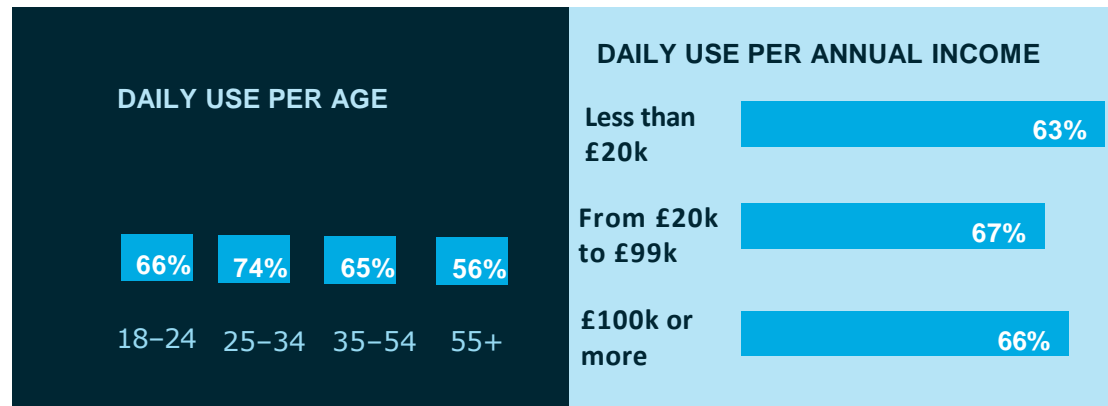 DAILY USE PER AGE
66% 74% 65% 56%
18–24 25–34 35–54 55+
DAILY USE PER ANNUAL INCOME
Less than
£20k
63%
From £20k
to £99k
67%
£100k or
more
66%